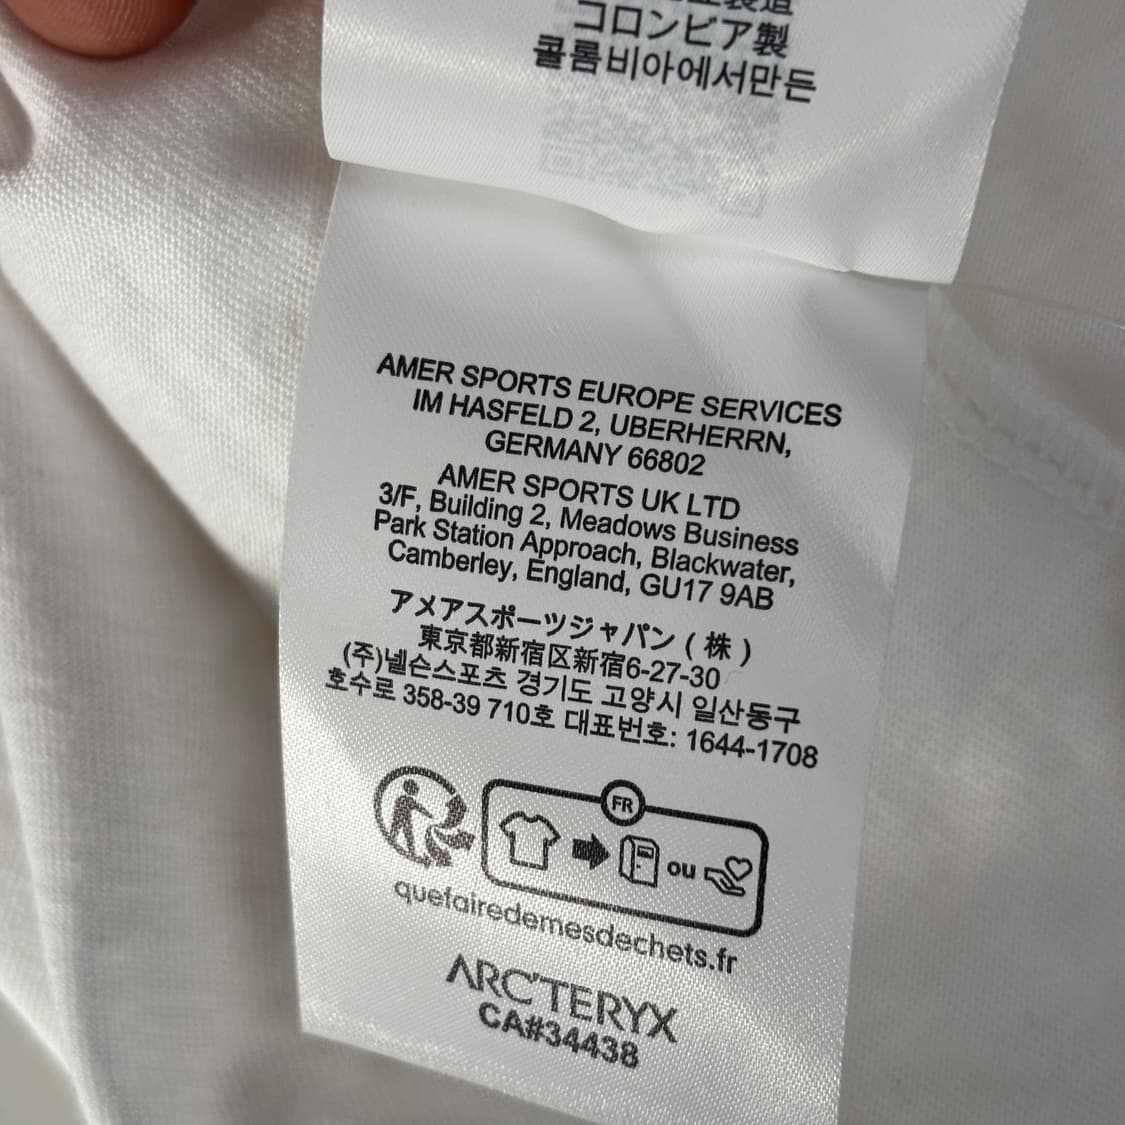 コロンビア製
콜롬비아에서만든
AMER SPORTS EUROPE SERVICES
IM HASFELD 2, UBERHERRN,
GERMANY 66802
AMER SPORTS UK LTD
3/F, Building 2, Meadows Business
Park Station Approach, Blackwater,
Camberley, England, GU17 9AB
アメアスポーツジャパン(株)
東京都新宿区新宿6-27-30
(주)넬슨스포츠 경기도 고양시 일산동구
호수로 358-39 710호 대표번호: 1644-1708
FR
ou
quefairedemesdechets.fr
ARC'TERYX
CA#34438